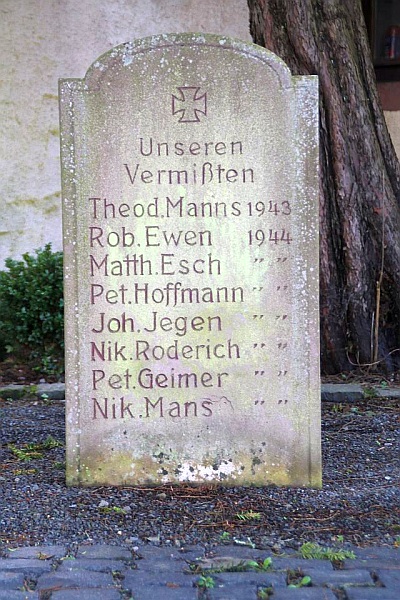 Unseren
Vermißten
Theod. Manns 1943
Rob. Ewen 1944
Matth. Esch " "
Pet. Hoffmann " "
Joh. Jegen " "
Nik. Roderich " "
Pet. Geimer " "
Nik. Mans " "